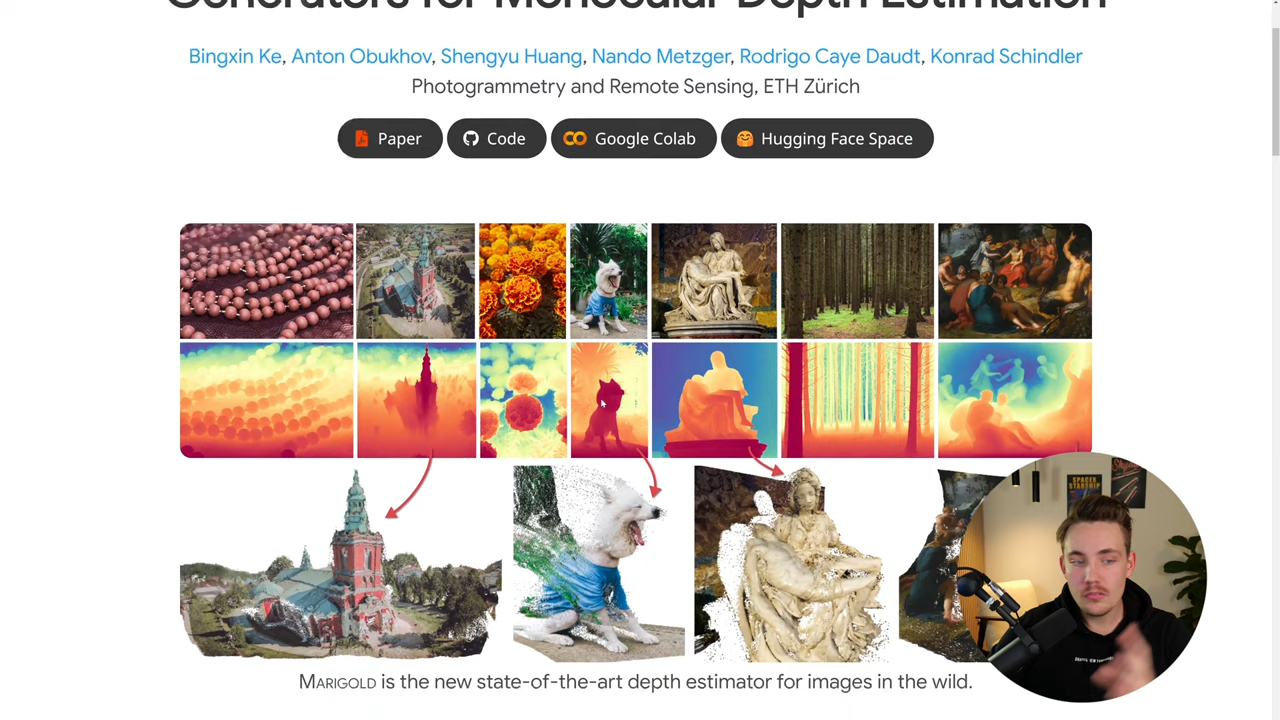 Generators for Monocular Depth Estimation
Bingxin Ke, Anton Obukhov, Shengyu Huang, Nando Metzger, Rodrigo Caye Daudt, Konrad Schindler
Photogrammetry and Remote Sensing, ETH Zürich
Paper Code Google Colab Hugging Face Space
SPACEX
STARSHIP
MARIGOLD is the new state-of-the-art depth estimator for images in the wild.